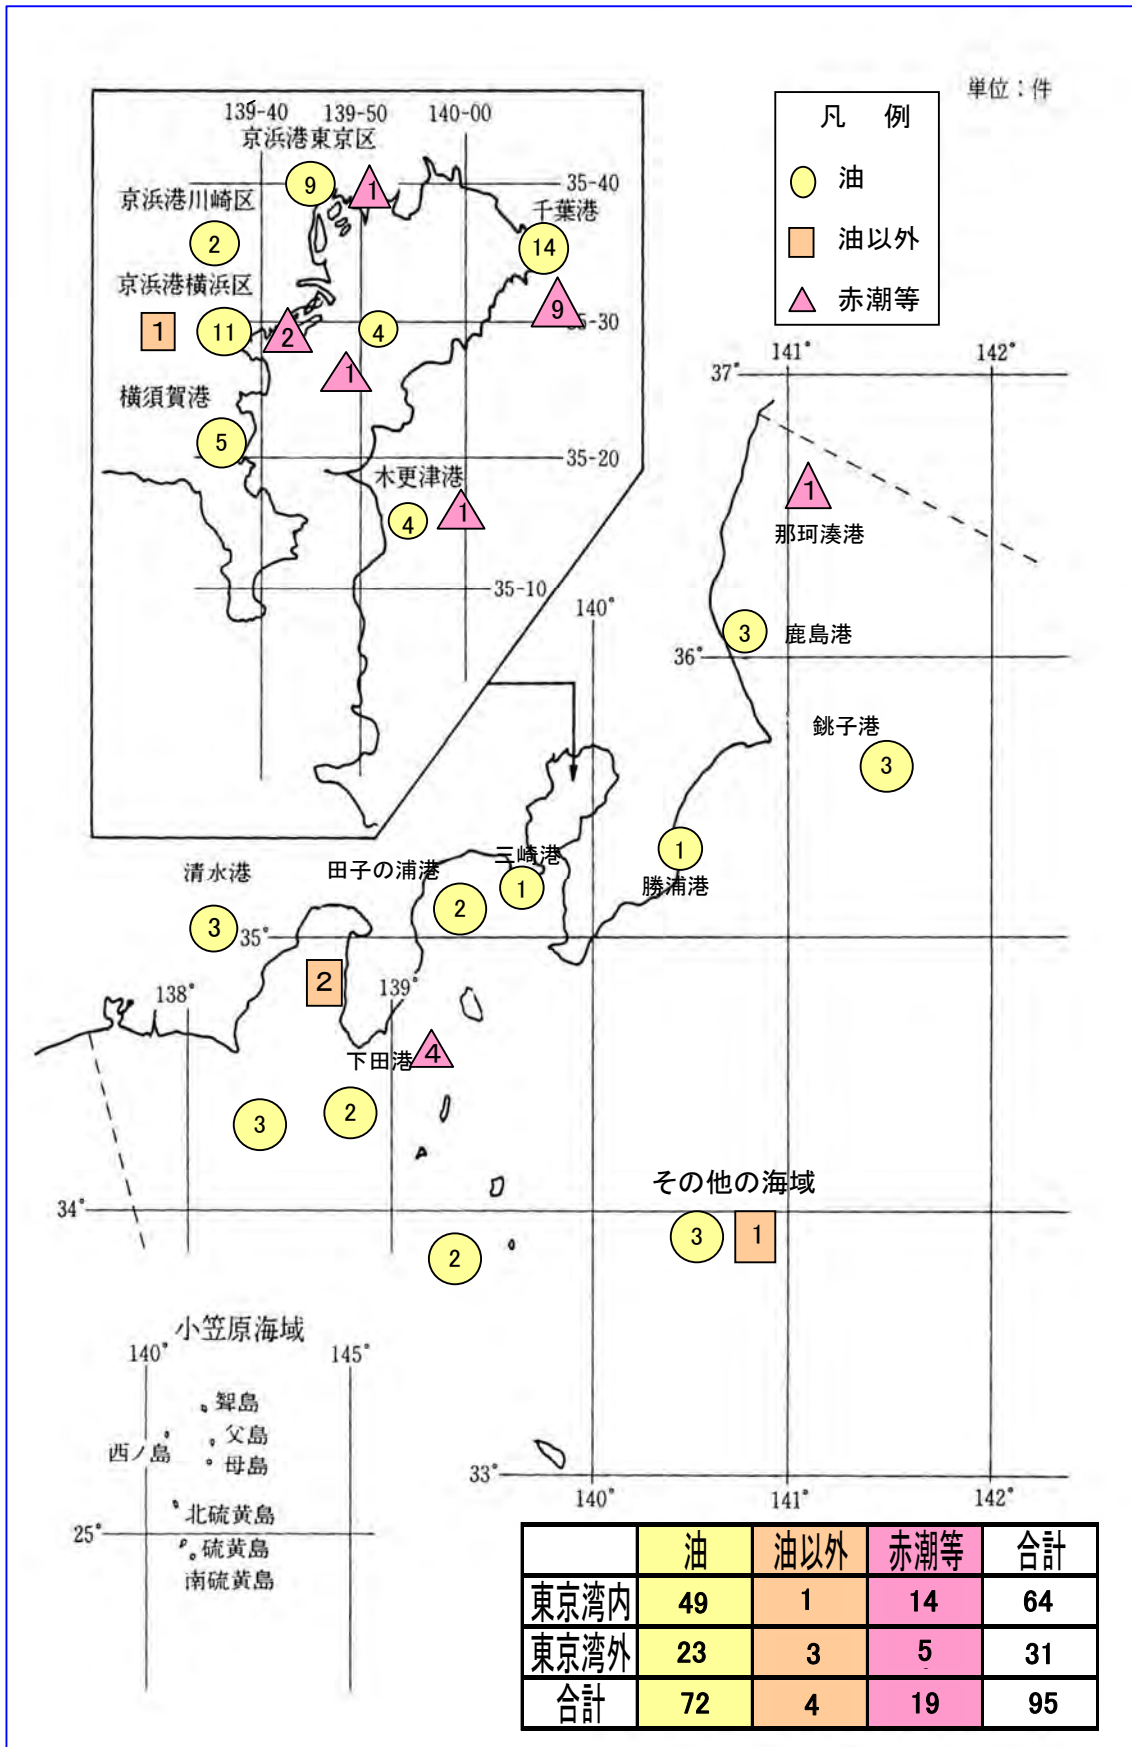 単位：件
凡 例
油
油以外
赤潮等
139-40 139-50 140-00
京浜港東京区
9
1
35-40
京浜港川崎区
千葉港
2
14
京浜港横浜区
1
11
2
4
9
35-30
1
横須賀港
5
35-20
木更津港
4
1
35-10
141° 142°
37°
1
那珂湊港
140°
3
鹿島港
36°
銚子港
3
1
勝浦港
三崎港
1
田子の浦港
2
清水港
3
35°
2
138°
139°
下田港
4
3
2
34°
その他の海域
3
1
2
小笠原海域
140° 145°
聟島
父島
西ノ島
母島
北硫黄島
25°
硫黄島
南硫黄島
33°
140° 141° 142°
油 油以外 赤潮等 合計
東京湾内 49 1 14 64
東京湾外 23 3 5 31
合計 72 4 19 95